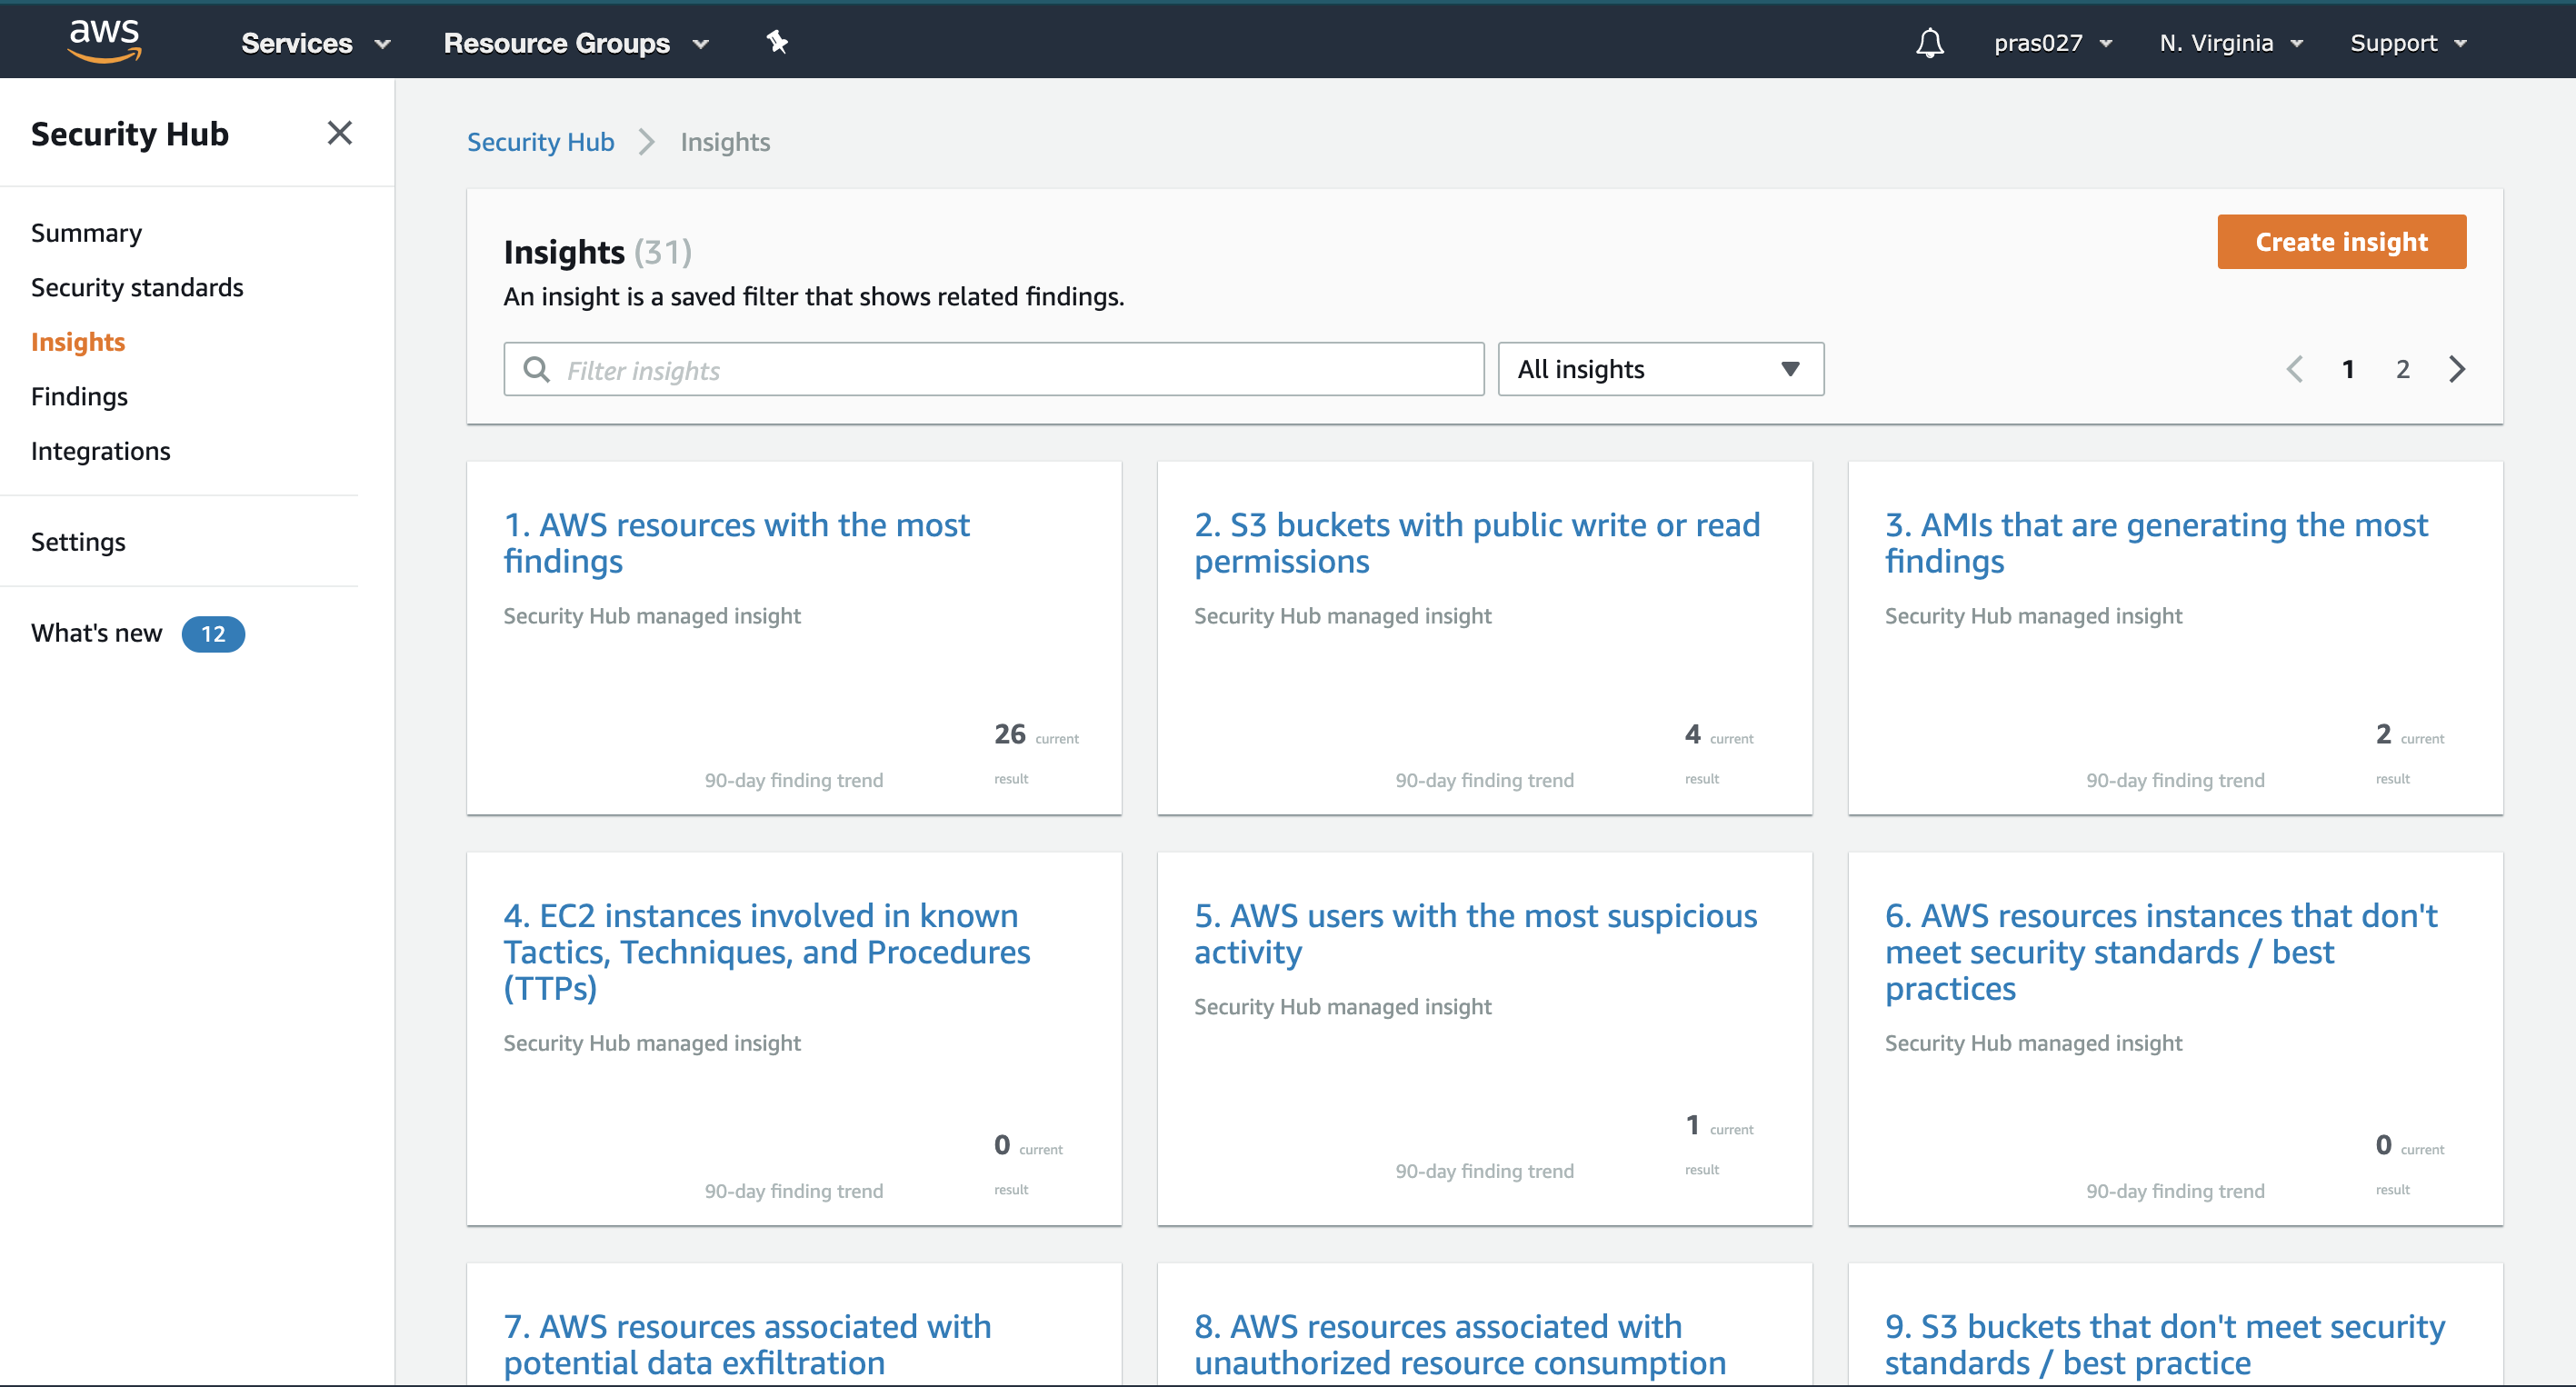 aws Services Resource Groups pras027 N. Virginia Support
Security Hub
Summary
Security standards
Insights
Findings
Integrations
Settings
What's new 12
Security Hub Insights
Insights (31)
Create insight
An insight is a saved filter that shows related findings.
Filter insights
All insights
1 2
1. AWS resources with the most
findings
Security Hub managed insight
26 current
90-day finding trend
result
2. S3 buckets with public write or read
permissions
Security Hub managed insight
4 current
90-day finding trend
result
3. AMIs that are generating the most
findings
Security Hub managed insight
2 current
90-day finding trend
result
4. EC2 instances involved in known
Tactics, Techniques, and Procedures
(TTPs)
Security Hub managed insight
0 current
90-day finding trend
result
5. AWS users with the most suspicious
activity
Security Hub managed insight
1 current
90-day finding trend
result
6. AWS resources instances that don't
meet security standards / best
practices
Security Hub managed insight
0 current
90-day finding trend
result
7. AWS resources associated with
potential data exfiltration
8. AWS resources associated with
unauthorized resource consumption
9. S3 buckets that don't meet security
standards / best practice